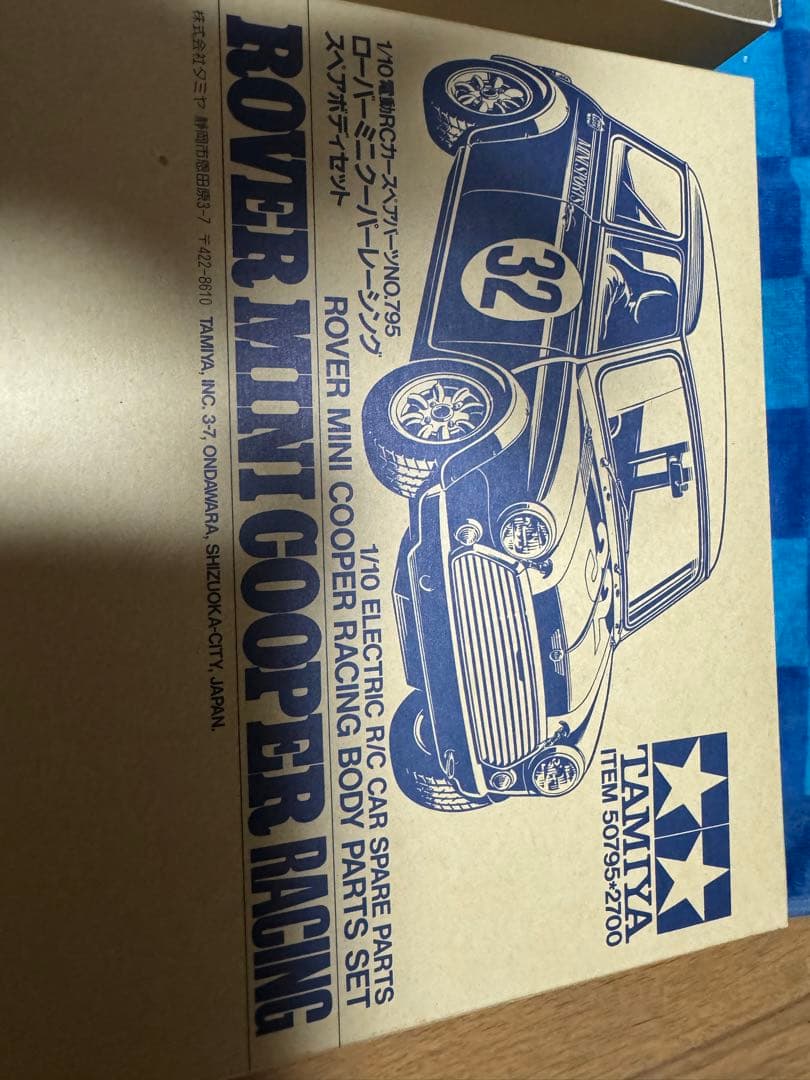 TAMIYA
ITEM 50795*2700
MINI SPORTS
32
1/10 電動RCカースペアパーツNO.795
ローバーミニクーパーレーシング
スペアボディセット
1/10 ELECTRIC R/C CAR SPARE PARTS
ROVER MINI COOPER RACING BODY PARTS SET
ROVER MINI COOPER RACING
株式会社タミヤ 静岡市恩田原3-7 〒422-8610 TAMIYA, INC. 3-7, ONDAWARA, SHIZUOKA-CITY, JAPAN.